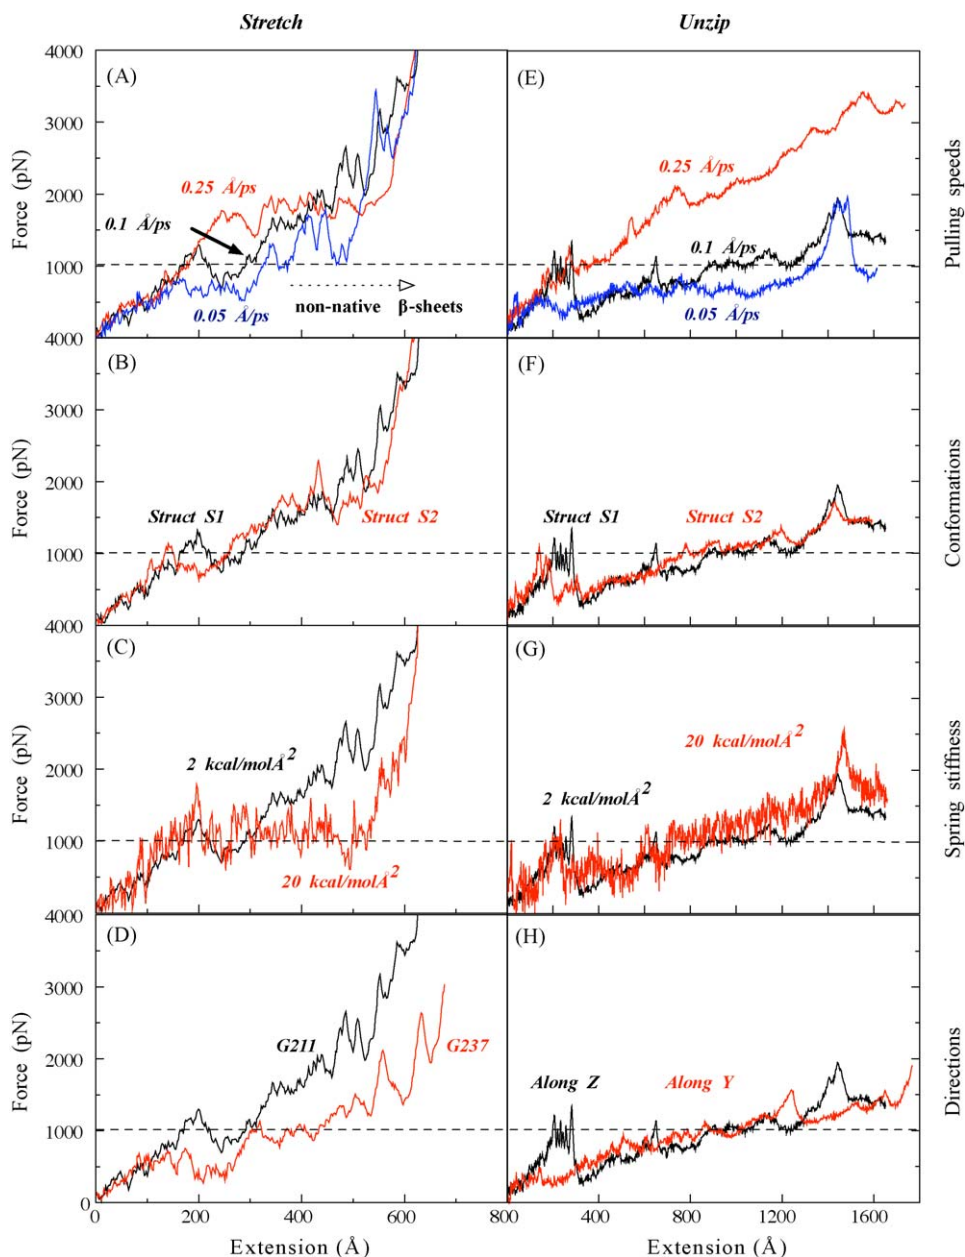 Stretch Unzip
(A)
4000
3000
2000
1000
4000
Force (pN)
0.25 Å/ps
0.1 Å/ps
0.05 Å/ps
non-native β-sheets
(E)
0.25 Å/ps
0.1 Å/ps
0.05 Å/ps
Pulling speeds
(B)
3000
2000
1000
4000
Force (pN)
Struct S1
Struct S2
(F)
Struct S1
Struct S2
Conformations
(C)
3000
2000
1000
4000
Force (pN)
2 kcal/molÅ2
20 kcal/molÅ2
(G)
20 kcal/molÅ2
2 kcal/molÅ2
Spring stiffness
(D)
3000
2000
1000
0
Force (pN)
G211
G237
(H)
Along Z
Along Y
Directions
0 200 400 600 800 400 800 1200 1600
Extension (Å) Extension (Å)